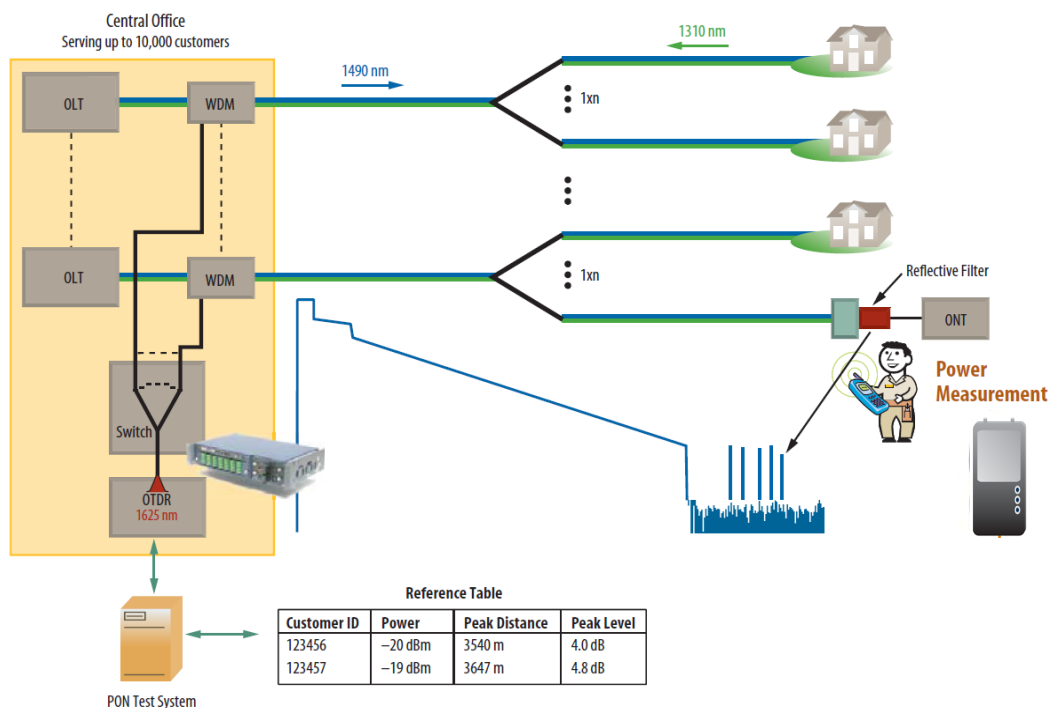 Central Office
Serving up to 10,000 customers
1490 nm
1310 nm
OLT
WDM
1xn
OLT
WDM
1xn
Reflective Filter
ONT
Power
Measurement
Switch
OTDR
1625 nm
Reference Table
Customer ID Power Peak Distance Peak Level
123456 –20 dBm 3540 m 4.0 dB
123457 –19 dBm 3647 m 4.8 dB
PON Test System